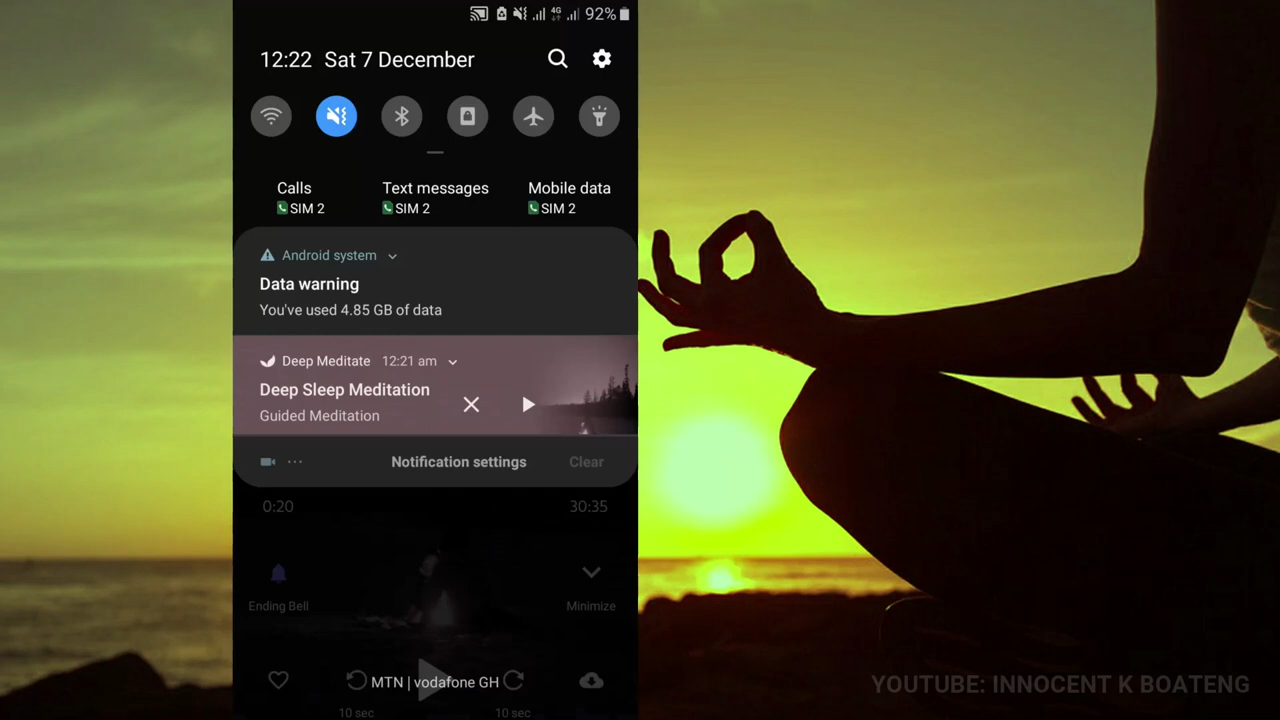 4G 92%
12:22 Sat 7 December
Calls Text messages Mobile data
SIM 2 SIM 2 SIM 2
Android system
Data warning
You've used 4.85 GB of data
Deep Meditate 12:21 am
Deep Sleep Meditation
Guided Meditation
Notification settings Clear
0:20 30:35
Ending Bell Minimize
MTN | vodafone GH
10 sec 10 sec
YOUTUBE: INNOCENT K BOATENG